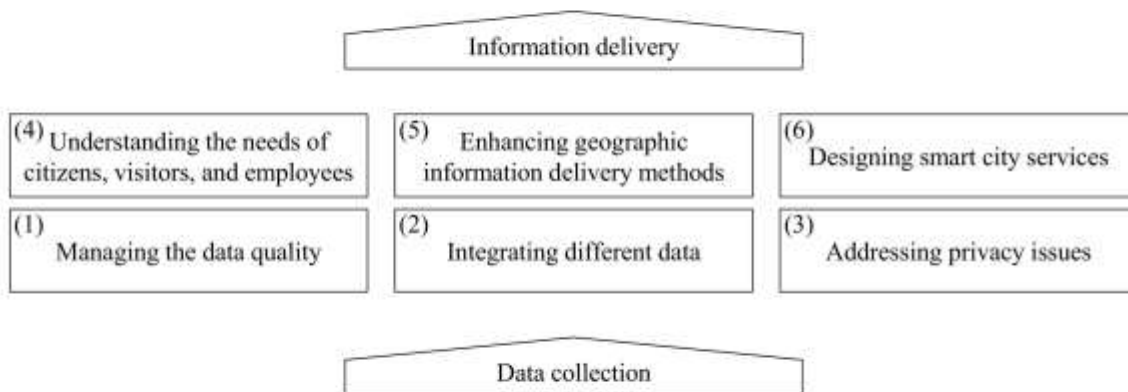 Information delivery
(4) Understanding the needs of
citizens, visitors, and employees
(5) Enhancing geographic
information delivery methods
(6)
Designing smart city services
(1)
Managing the data quality
(2)
Integrating different data
(3)
Addressing privacy issues
Data collection